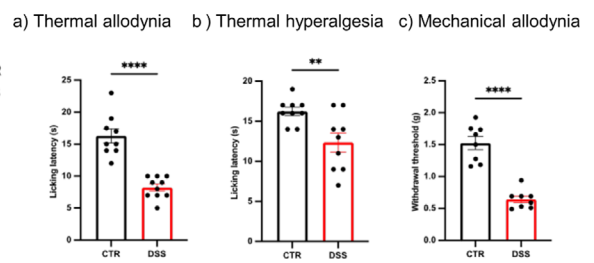 a) Thermal allodynia
b ) Thermal hyperalgesia
c) Mechanical allodynia
****
25
20
15
10
5
0
Licking latency (s)
CTR
DSS
**
20
15
10
5
0
Licking latency (s)
CTR
DSS
****
2.5
2.0
1.5
1.0
0.5
0.0
Withdrawal threshold (g)
CTR
DSS